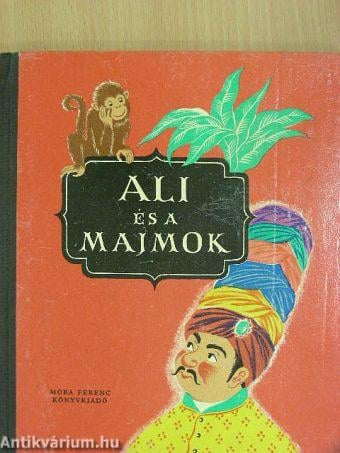 ALI
ÉS A
MAJMOK
MÓRA FERENC
KÖNYVKIADÓ
Antikvárium.hu